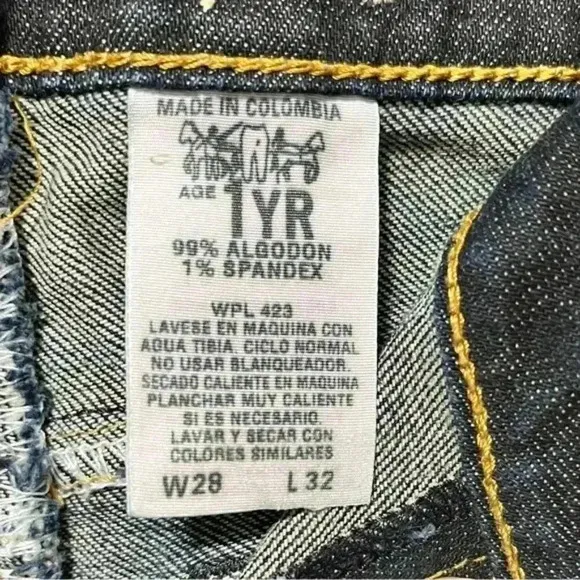 MADE IN COLOMBIA
AGE 1YR
99% ALGODON
1% SPANDEX
WPL 423
LAVESE EN MAQUINA CON
AGUA TIBIA. CICLO NORMAL
NO USAR BLANQUEADOR.
SECADO CALIENTE EN MAQUINA
PLANCHAR MUY CALIENTE
SI ES NECESARIO.
LAVAR Y SECAR CON
COLORES SIMILARES
W28 L 32